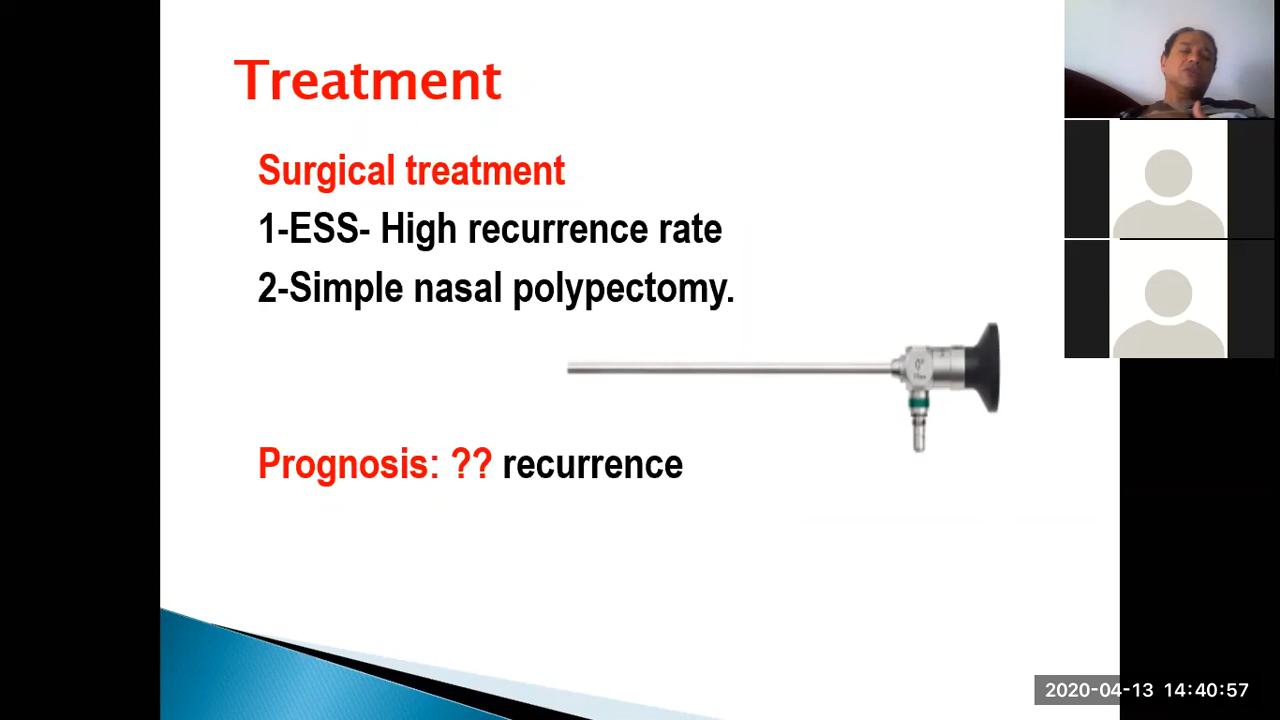 Treatment
Surgical treatment
1-ESS- High recurrence rate
2-Simple nasal polypectomy.
0°
Prognosis: ?? recurrence
2020-04-13 14:40:57